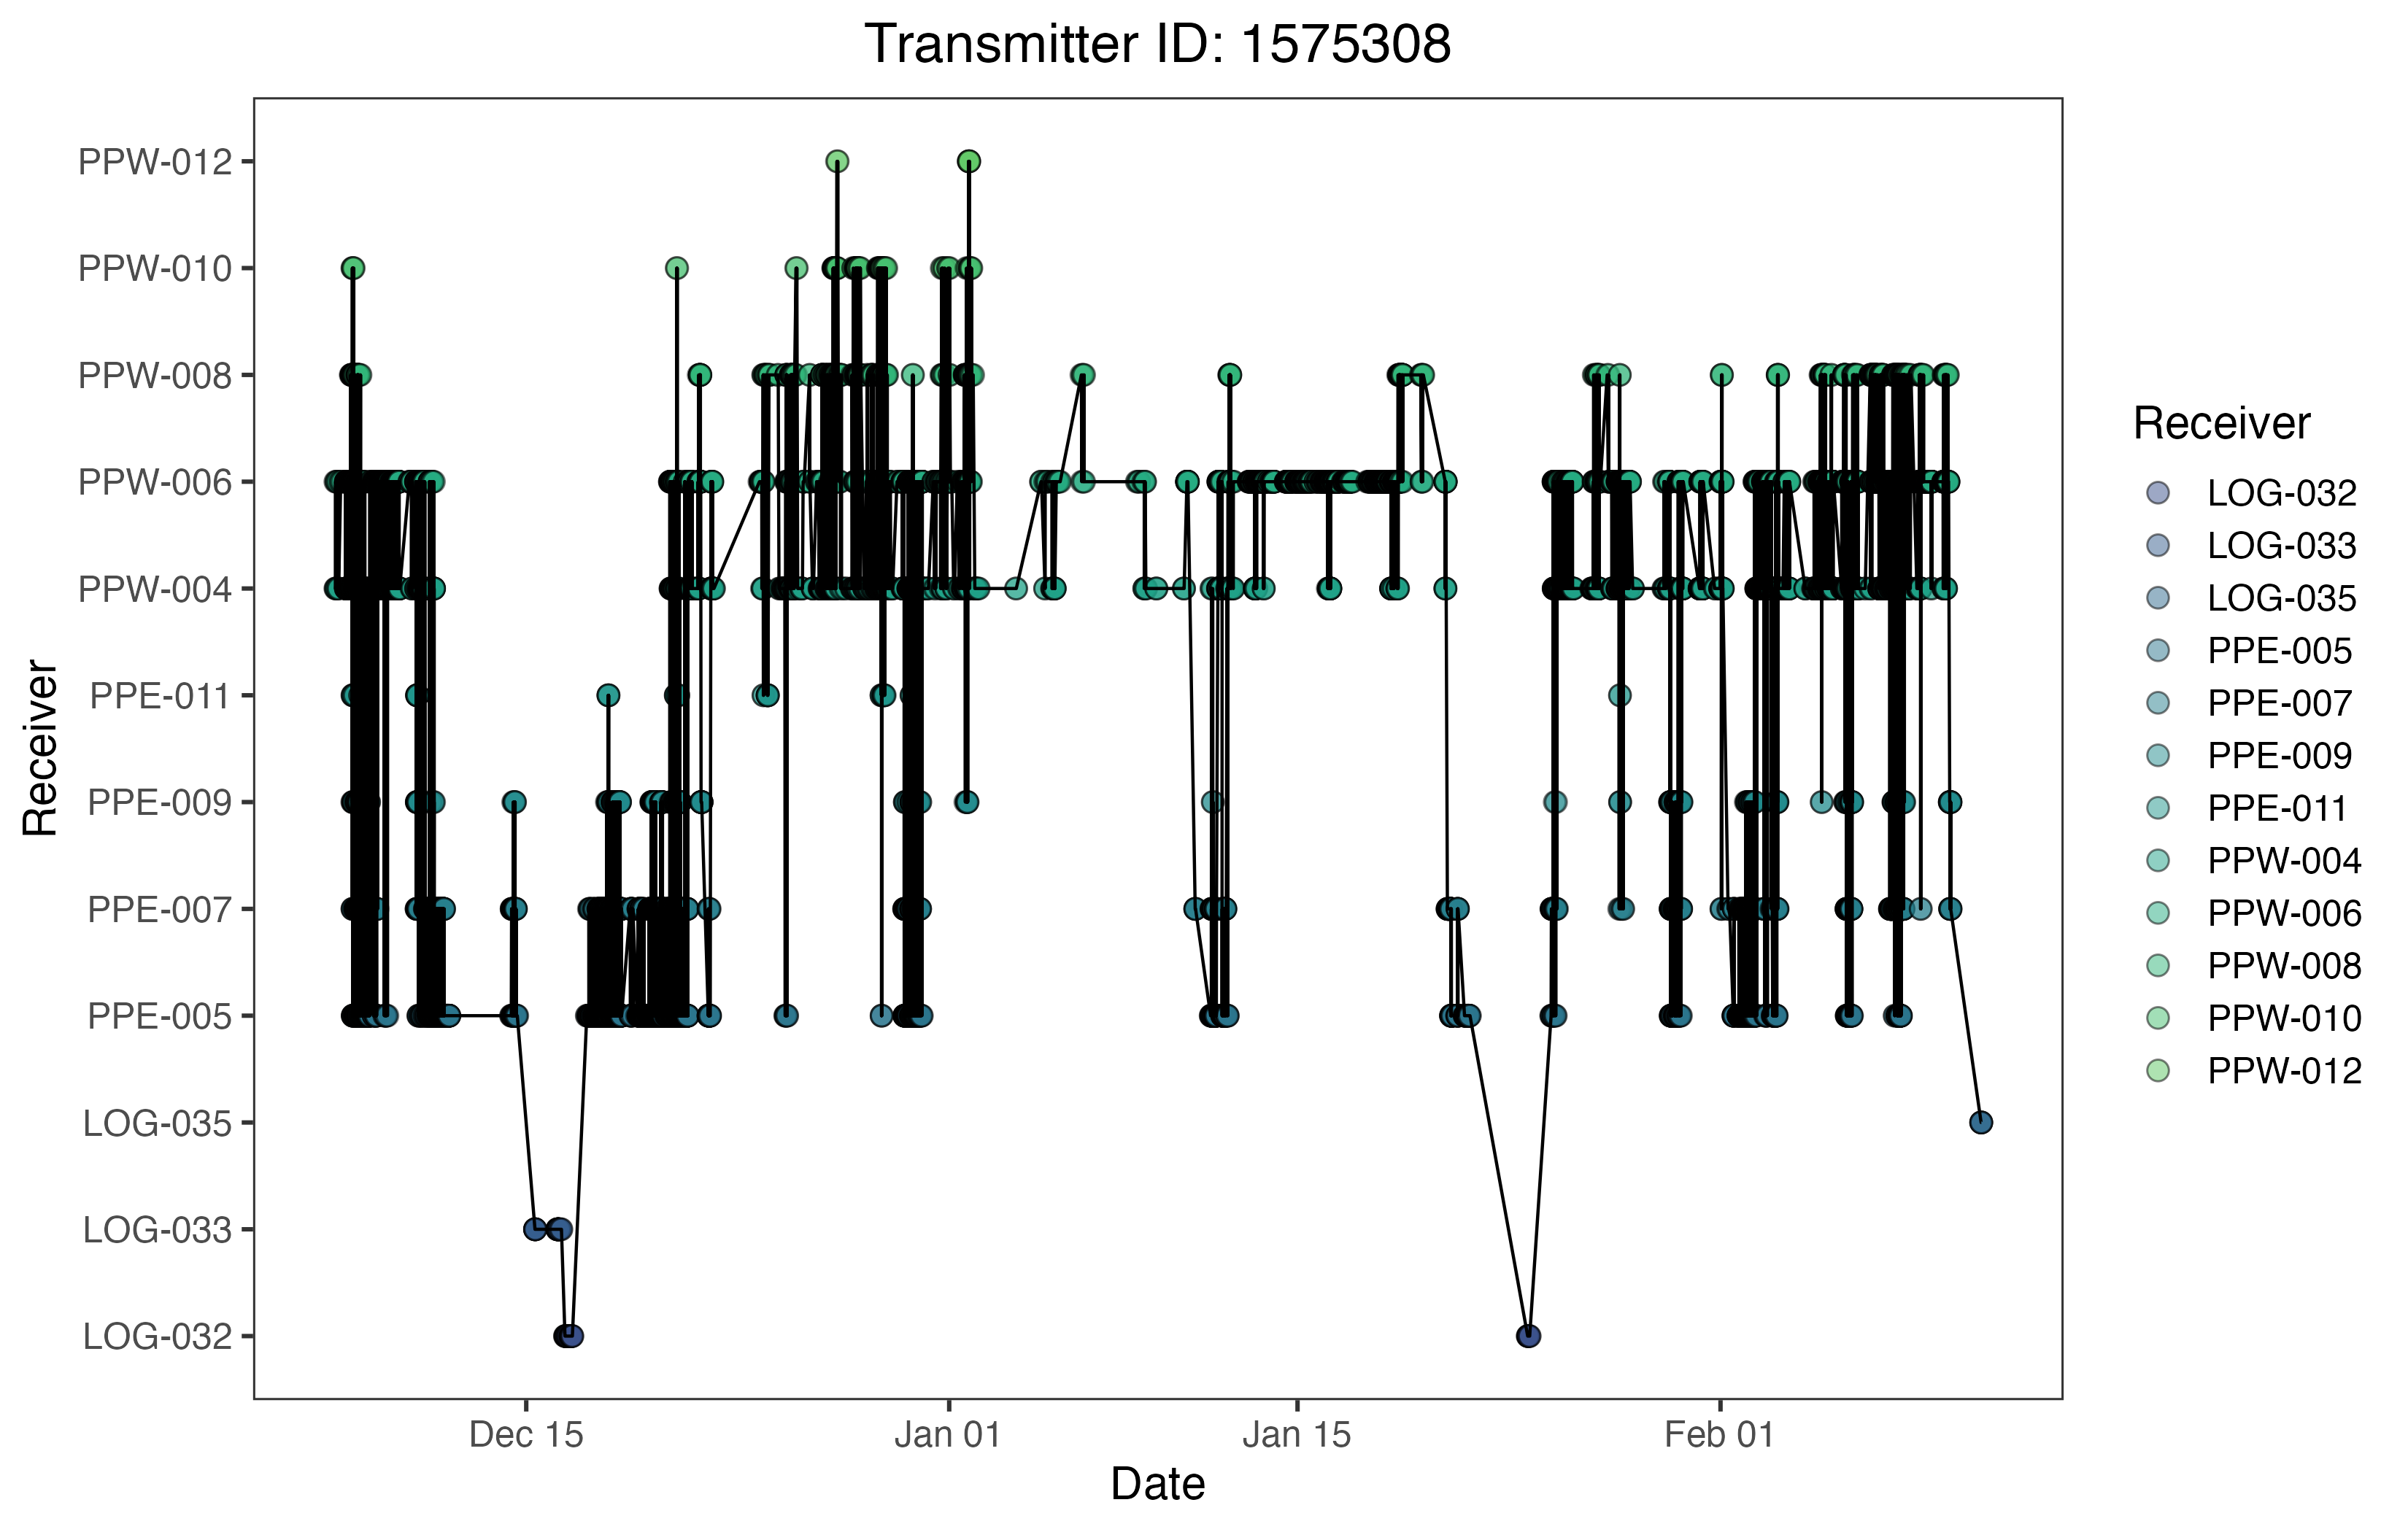 Transmitter ID: 1575308
Receiver
PPW-012
PPW-010
PPW-008
PPW-006
PPW-004
PPE-011
PPE-009
PPE-007
PPE-005
LOG-035
LOG-033
LOG-032
Dec 15
Jan 01
Jan 15
Feb 01
Date
Receiver
LOG-032
LOG-033
LOG-035
PPE-005
PPE-007
PPE-009
PPE-011
PPW-004
PPW-006
PPW-008
PPW-010
PPW-012